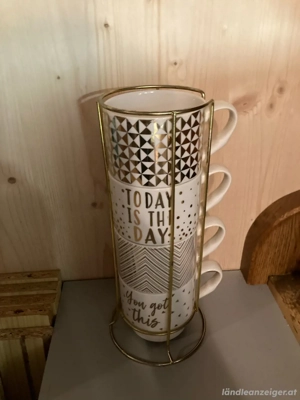 TODAY
IS THE
DAY
You got
this
ländleanzeiger.at